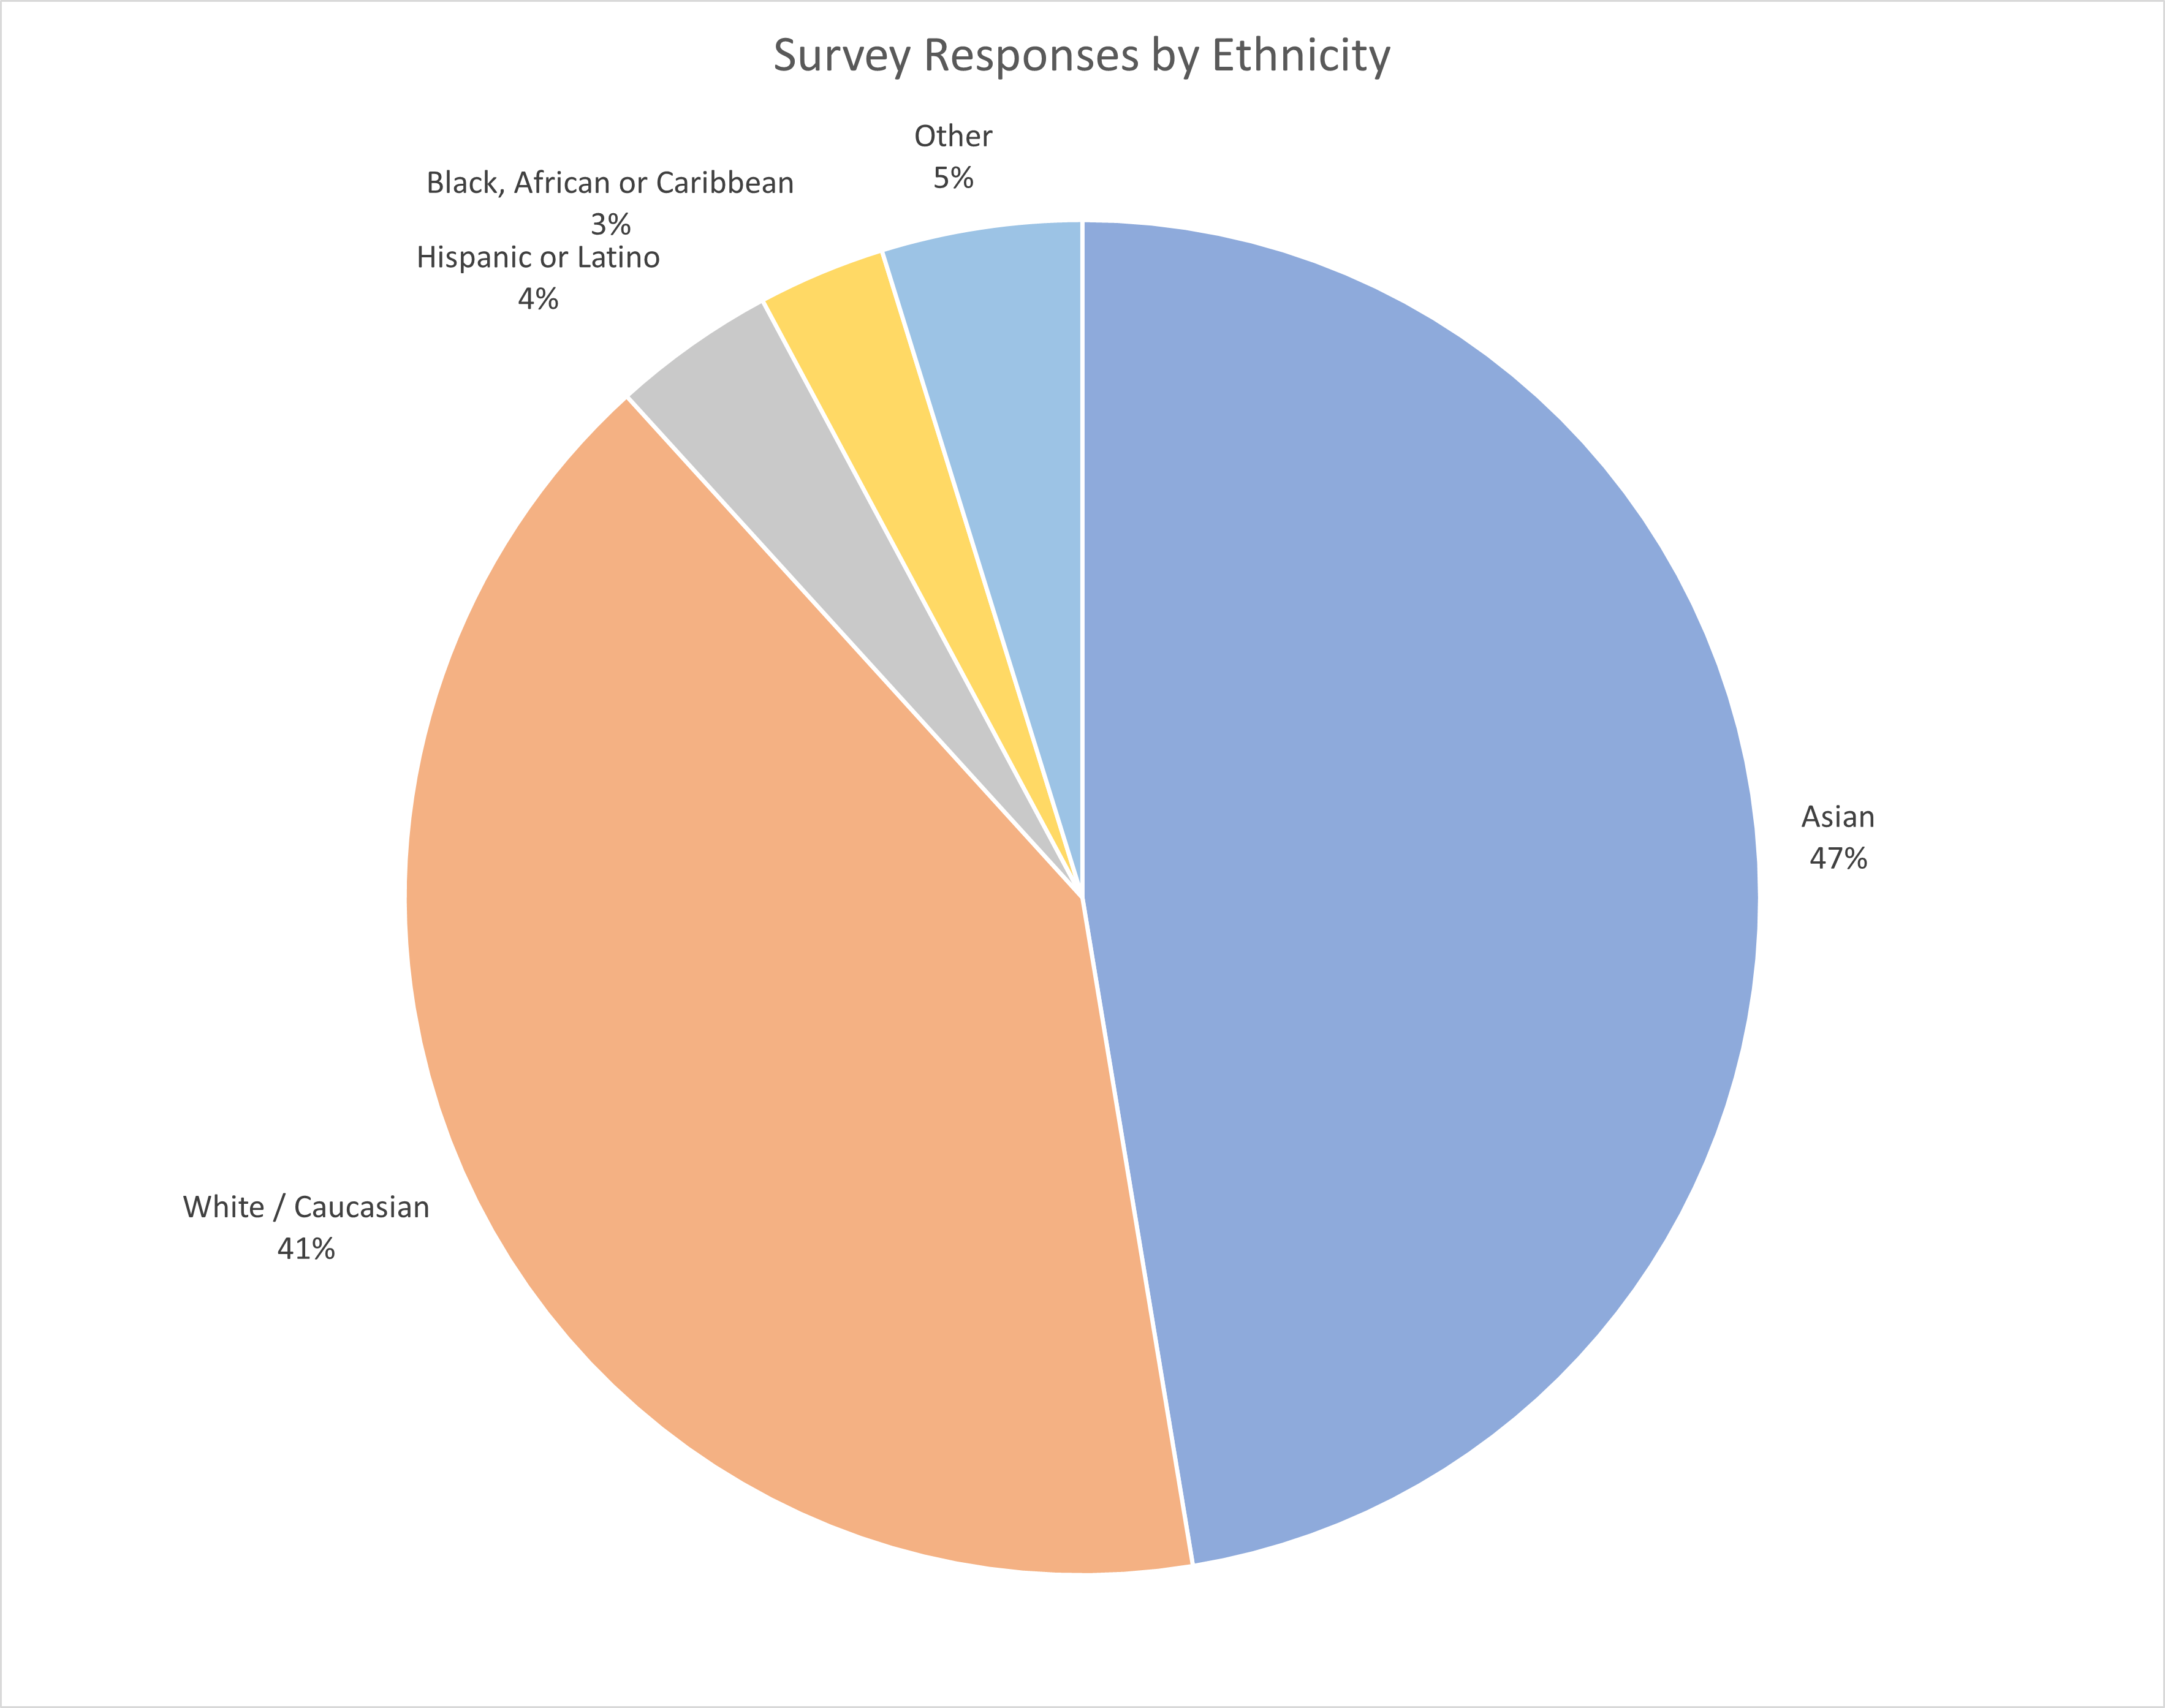 Survey Responses by Ethnicity
Other
5%
Black, African or Caribbean
3%
Hispanic or Latino
4%
Asian
47%
White / Caucasian
41%